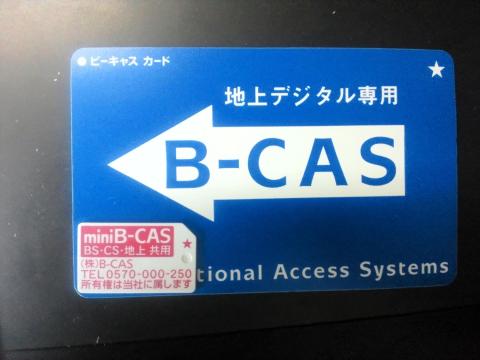 ビーキャス カード
地上デジタル専用
B-CAS
miniB-CAS
BS・CS・地上 共用
(株)B-CAS
TEL0570-000-250
所有権は当社に属します
tional Access Systems